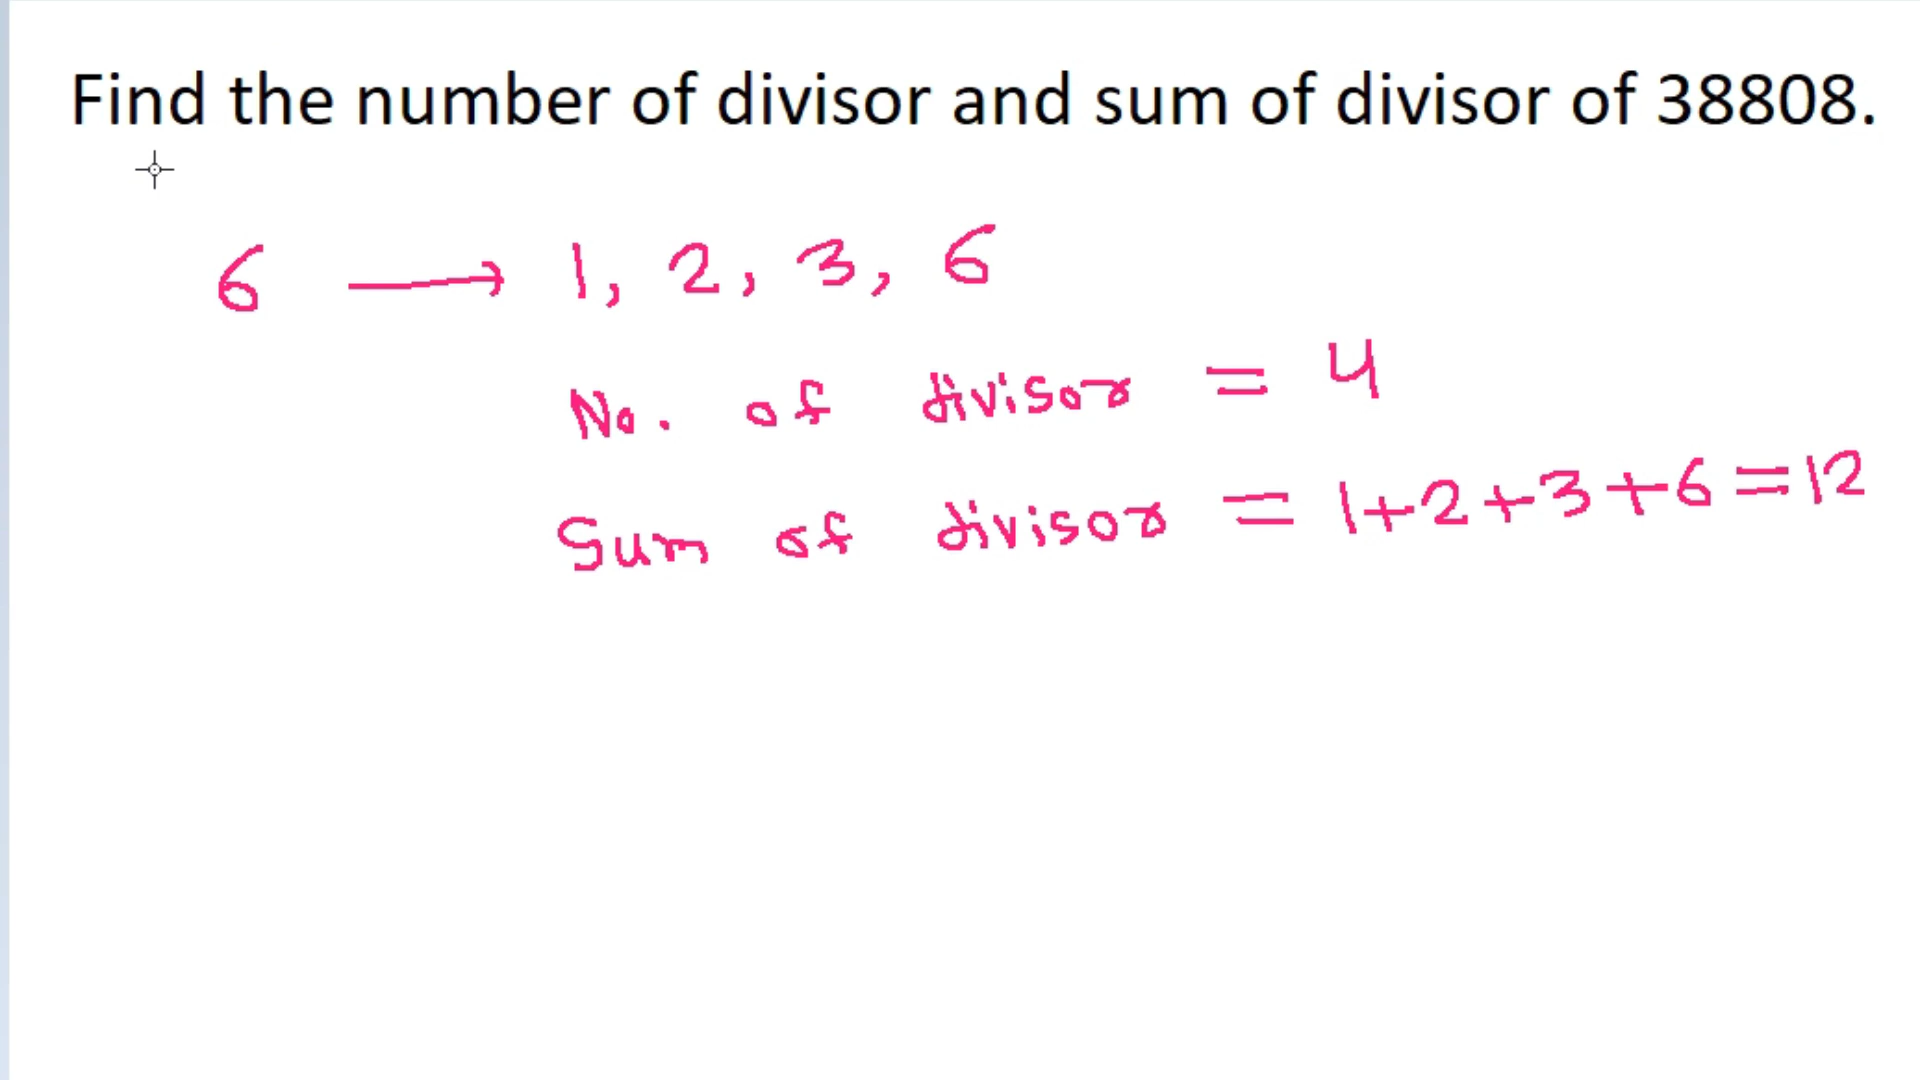 Find the number of divisor and sum of divisor of 38808.
6 → 1, 2, 3, 6
No. of divisor = 4
Sum of divisor = 1+2+3+6=12